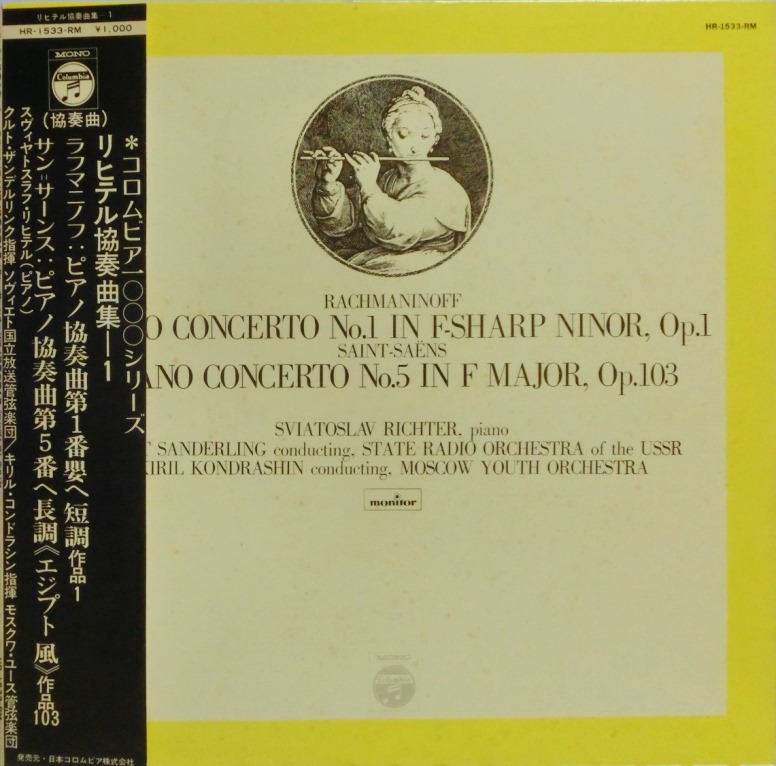 リヒテル協奏曲集-1
HR-1533-RM ¥1,000
MONO
Columbia
*コロムビア一〇〇〇シリーズ
リヒテル協奏曲集—1
(協奏曲)
ラフマニノフ:ピアノ協奏曲第1番嬰ヘ短調 作品1
サン=サーンス:ピアノ協奏曲第5番ヘ長調《エジプト風》作品103
スヴィヤトスラフ・リヒテル(ピアノ)
クルト・ザンデルリンク指揮 ソヴィエト国立放送管弦楽団/キリル・コンドラシン指揮 モスクワ・ユース管弦楽団
発売元・日本コロムビア株式会社
HR-1533-RM
RACHMANINOFF
O CONCERTO No.1 IN F-SHARP NINOR, Op.1
SAINT-SAËNS
ANO CONCERTO No.5 IN F MAJOR, Op.103
SVIATOSLAV RICHTER, piano
T SANDERLING conducting, STATE RADIO ORCHESTRA of the USSR
KIRIL KONDRASHIN conducting, MOSCOW YOUTH ORCHESTRA
monitor
Columbia